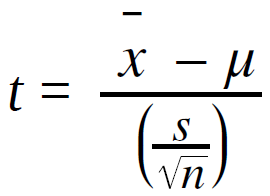 t = (x̄ − μ) / (s / √n)